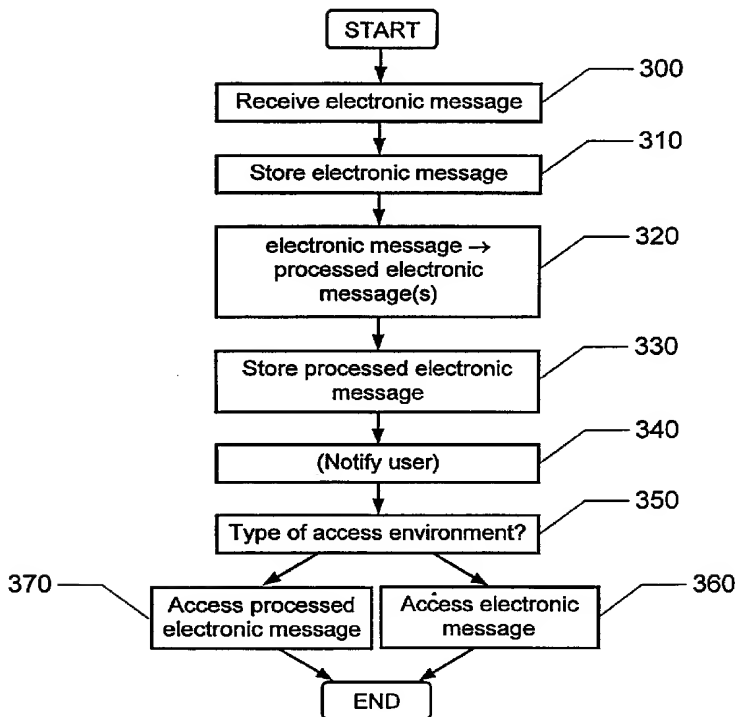 START
300
Receive electronic message
310
Store electronic message
320
electronic message →
processed electronic
message(s)
330
Store processed electronic
message
340
(Notify user)
350
Type of access environment?
370
Access processed
electronic message
Access electronic
message
360
END